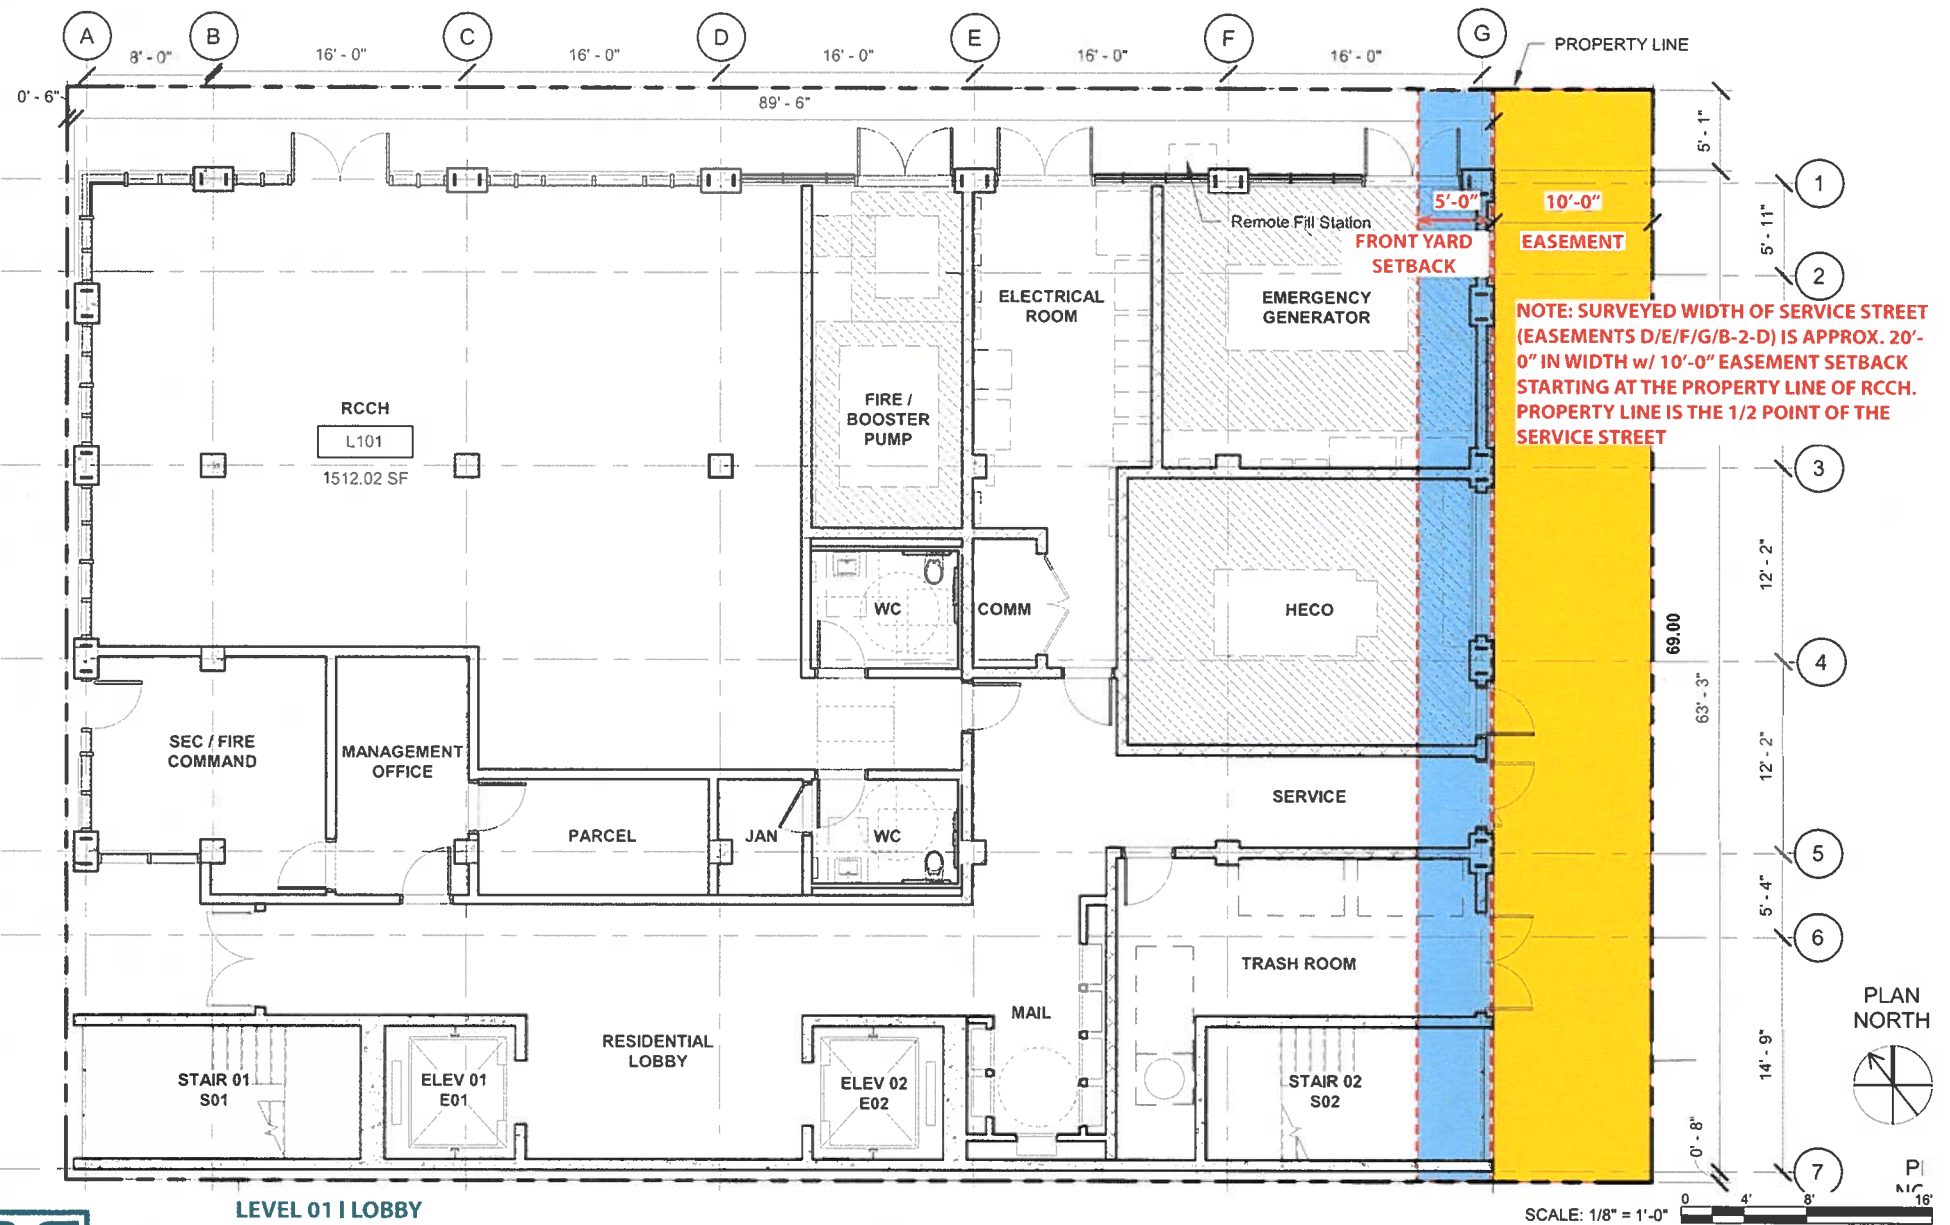 A
B
C
D
E
F
G
PROPERTY LINE
8' - 0"
16' - 0"
16' - 0"
16' - 0"
16' - 0"
16' - 0"
0' - 6"
89' - 6"
5' - 1"
1
5'-0"
10'-0"
Remote Fill Station
FRONT YARD
SETBACK
EASEMENT
5' - 11"
2
ELECTRICAL
ROOM
EMERGENCY
GENERATOR
NOTE: SURVEYED WIDTH OF SERVICE STREET
(EASEMENTS D/E/F/G/B-2-D) IS APPROX. 20'-
0" IN WIDTH w/ 10'-0" EASEMENT SETBACK
STARTING AT THE PROPERTY LINE OF RCCH.
PROPERTY LINE IS THE 1/2 POINT OF THE
SERVICE STREET
RCCH
L101
1512.02 SF
FIRE /
BOOSTER
PUMP
3
12' - 2"
WC
COMM
HECO
69.00
4
63' - 3"
SEC / FIRE
COMMAND
MANAGEMENT
OFFICE
12' - 2"
SERVICE
PARCEL
JAN
WC
5
5' - 4"
6
TRASH ROOM
MAIL
PLAN
NORTH
RESIDENTIAL
LOBBY
14' - 9"
STAIR 01
S01
ELEV 01
E01
ELEV 02
E02
STAIR 02
S02
0' - 8"
7
LEVEL 01 | LOBBY
SCALE: 1/8" = 1'-0"
0
4'
8'
16'